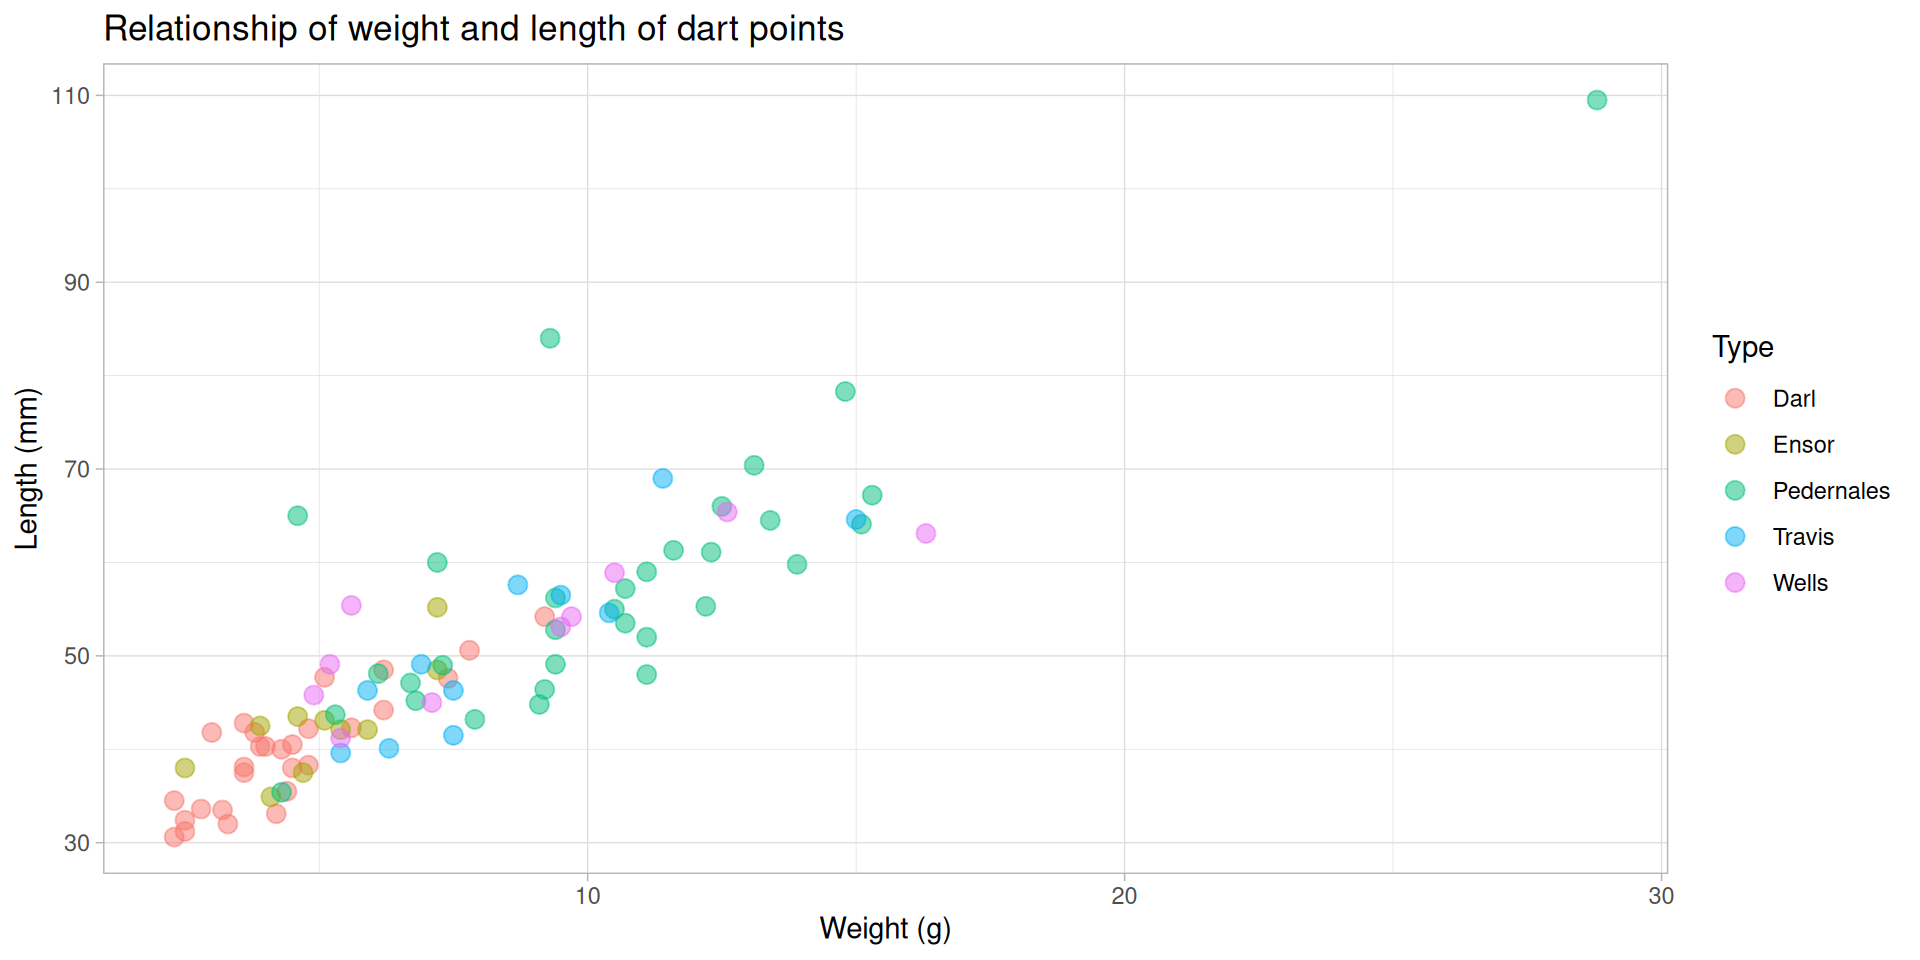 Relationship of weight and length of dart points
110
90
70
50
30
Length (mm)
10
20
30
Weight (g)
Type
Darl
Ensor
Pedernales
Travis
Wells